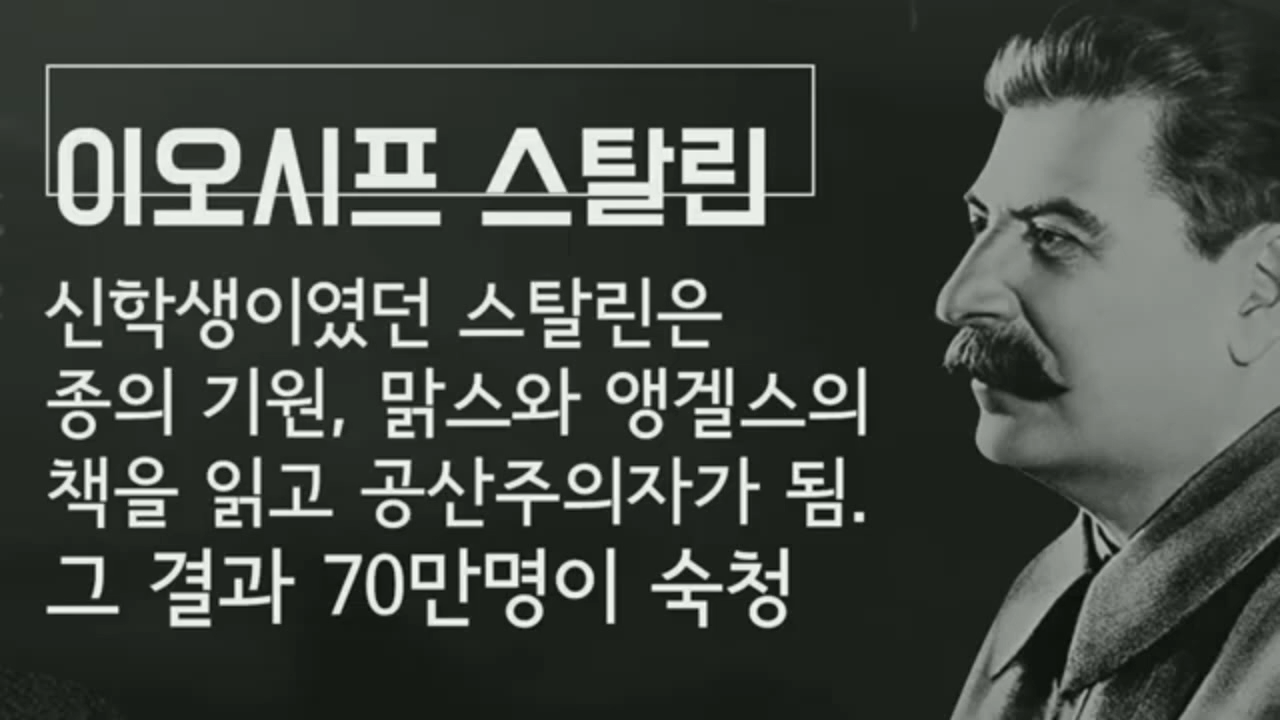 이오시프 스탈린
신학생이였던 스탈린은
종의 기원, 맑스와 앵겔스의
책을 읽고 공산주의자가 됨.
그 결과 70만명이 숙청